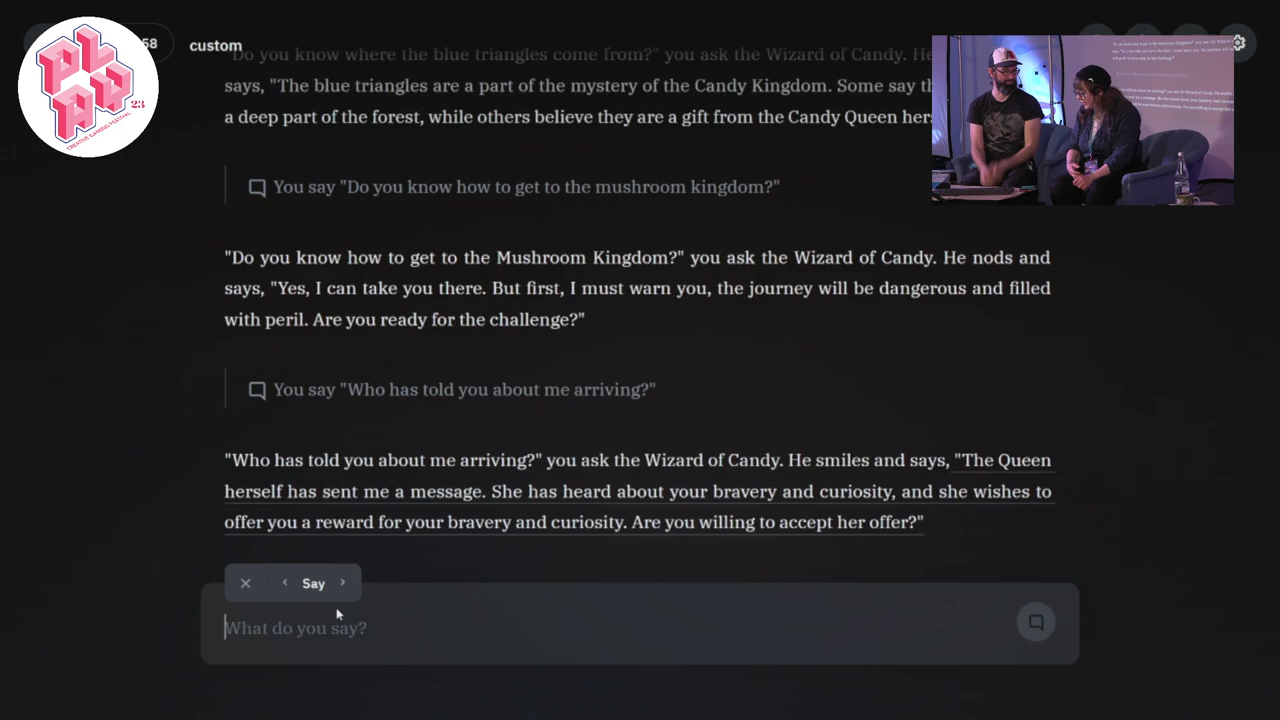 58
custom
PLAY
23
CREATIVE GAMING FESTIVAL
"Do you know where the blue triangles come from?" you ask the Wizard of Candy. He
says, "The blue triangles are a part of the mystery of the Candy Kingdom. Some say th
a deep part of the forest, while others believe they are a gift from the Candy Queen her
You say "Do you know how to get to the mushroom kingdom?"
"Do you know how to get to the Mushroom Kingdom?" you ask the Wizard of Candy. He nods and
says, "Yes, I can take you there. But first, I must warn you, the journey will be dangerous and filled
with peril. Are you ready for the challenge?"
You say "Who has told you about me arriving?"
"Who has told you about me arriving?" you ask the Wizard of Candy. He smiles and says, "The Queen
herself has sent me a message. She has heard about your bravery and curiosity, and she wishes to
offer you a reward for your bravery and curiosity. Are you willing to accept her offer?"
Say
What do you say?